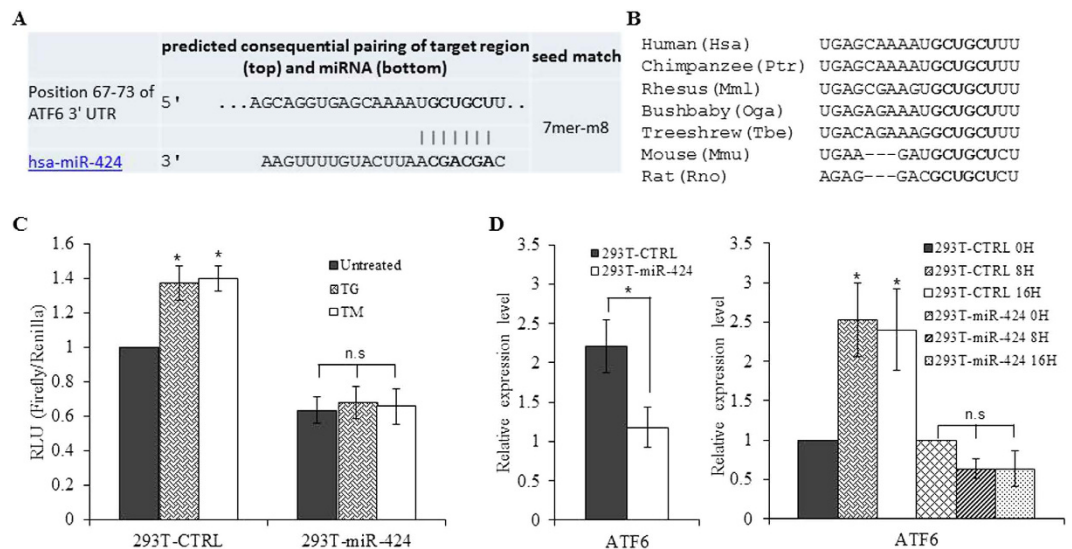 A
predicted consequential pairing of target region
(top) and miRNA (bottom)
seed match
Position 67-73 of
ATF6 3' UTR
5' ...AGCAGGUGAGCAAAAUGCUGCUU..
7mer-m8
hsa-miR-424
3' AAGUUUUGUACUUAACGACGAC
B
Human(Hsa) UGAGCAAAAUGCUGCUUU
Chimpanzee(Ptr) UGAGCAAAAUGCUGCUUU
Rhesus(Mml) UGAGCGAAGUGCUGCUUU
Bushbaby(Oga) UGAGAGAAAUGCUGCUUU
Treeshrew(Tbe) UGACAGAAAGGCUGCUUU
Mouse(Mmu) UGAA---GAUGCUGCUCU
Rat(Rno) AGAG---GACGCUGCUCU
C
RLU (Firefly/Renilla)
1.6
1.4
1.2
1
0.8
0.6
0.4
0.2
0
* *
Untreated
TG
TM
n.s
293T-CTRL
293T-miR-424
D
Relative expression level
3.5
3
2.5
2
1.5
1
0.5
0
293T-CTRL
293T-miR-424
*
ATF6
Relative expression level
3.5
3
2.5
2
1.5
1
0.5
0
* *
293T-CTRL 0H
293T-CTRL 8H
293T-CTRL 16H
293T-miR-424 0H
293T-miR-424 8H
293T-miR-424 16H
n.s
ATF6